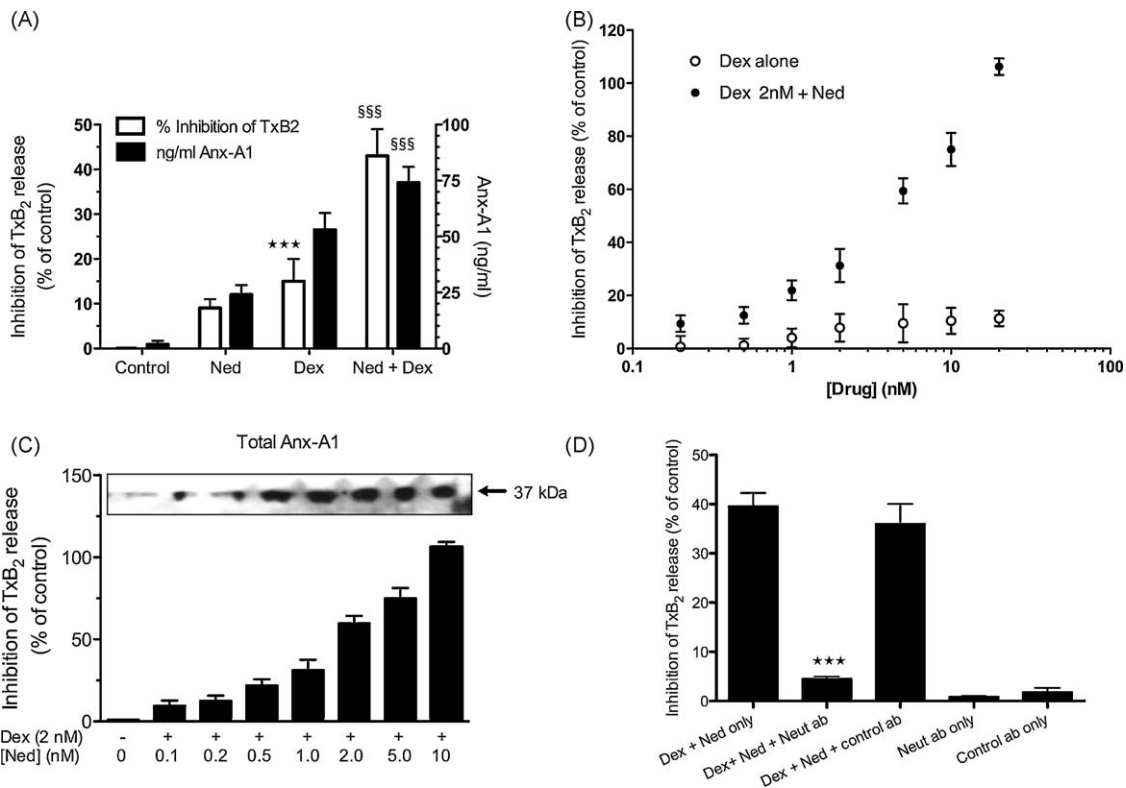 (A)
Inhibition of TxB2 release
(% of control)
50
40
30
20
10
0
% Inhibition of TxB2
ng/ml Anx-A1
★★★
§§§
§§§
100
75
50
25
0
Anx-A1 (ng/ml)
Control Ned Dex Ned + Dex
(B)
Inhibition of TxB2 release (% of control)
120
100
80
60
40
20
0
Dex alone
Dex 2nM + Ned
0.1 1 10 100
[Drug] (nM)
(C)
Total Anx-A1
37 kDa
Inhibition of TxB2 release
(% of control)
150
100
50
0
Dex (2 nM) - + + + + + + +
[Ned] (nM) 0 0.1 0.2 0.5 1.0 2.0 5.0 10
(D)
Inhibition of TxB2 release (% of control)
50
40
30
20
10
0
★★★
Dex + Ned only
Dex+ Ned + Neut ab
Dex + Ned + control ab
Neut ab only
Control ab only